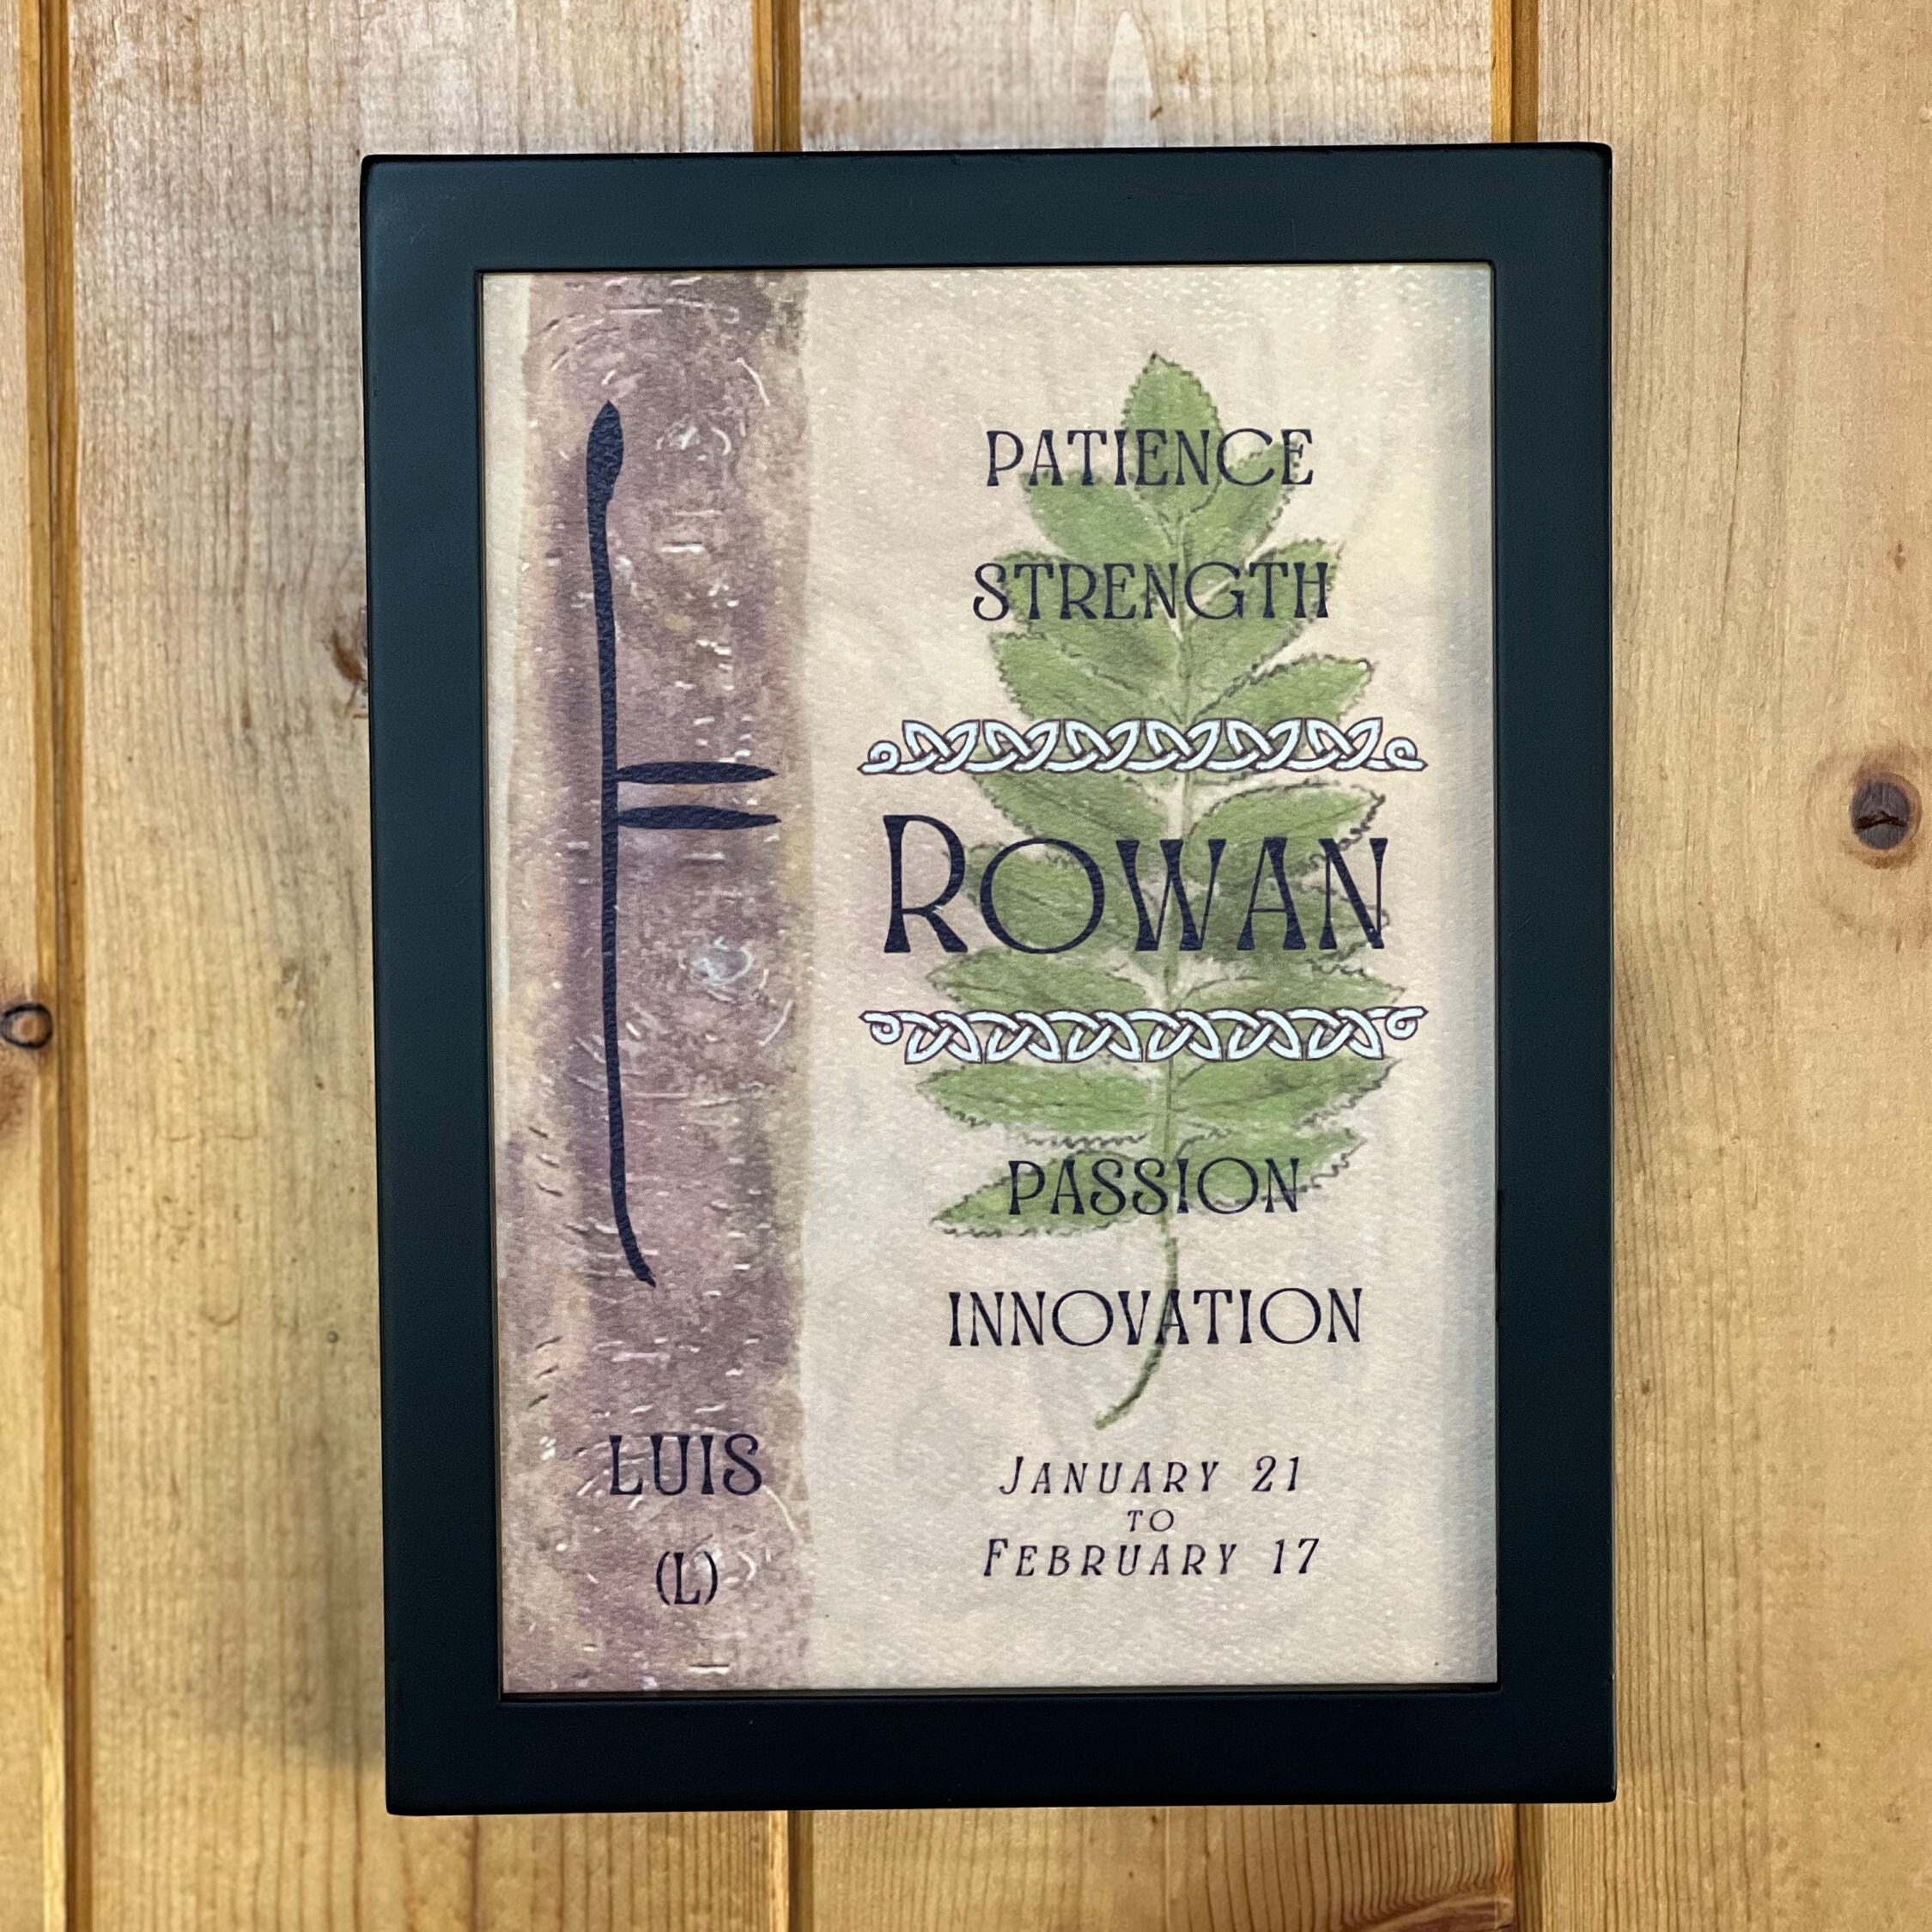 PATIENCE
STRENGTH
ROWAN
PASSION
INNOVATION
JANUARY 21
TO
FEBRUARY 17
LUIS
(L)